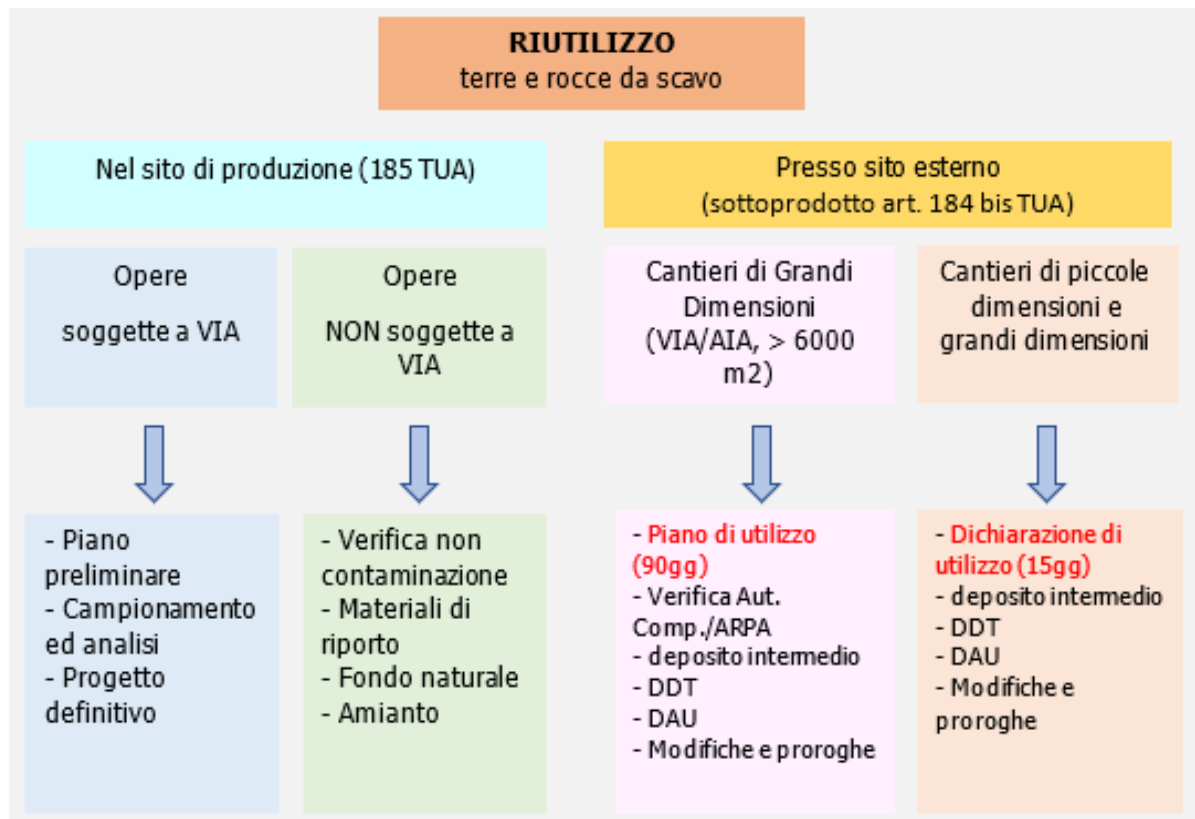 RIUTILIZZO
terre e rocce da scavo
Nel sito di produzione (185 TUA)
Presso sito esterno
(sottoprodotto art. 184 bis TUA)
Opere
soggette a VIA
Opere
NON soggette a
VIA
Cantieri di Grandi
Dimensioni
(VIA/AIA, > 6000
m2)
Cantieri di piccole
dimensioni e
grandi dimensioni
- Piano
preliminare
- Campionamento
ed analisi
- Progetto
definitivo
- Verifica non
contaminazione
- Materiali di
riporto
- Fondo naturale
- Amianto
- Piano di utilizzo
(90gg)
- Verifica Aut.
Comp./ARPA
- deposito intermedio
- DDT
- DAU
- Modifiche e proroghe
- Dichiarazione di
utilizzo (15gg)
- deposito intermedio
- DDT
- DAU
- Modifiche e
proroghe